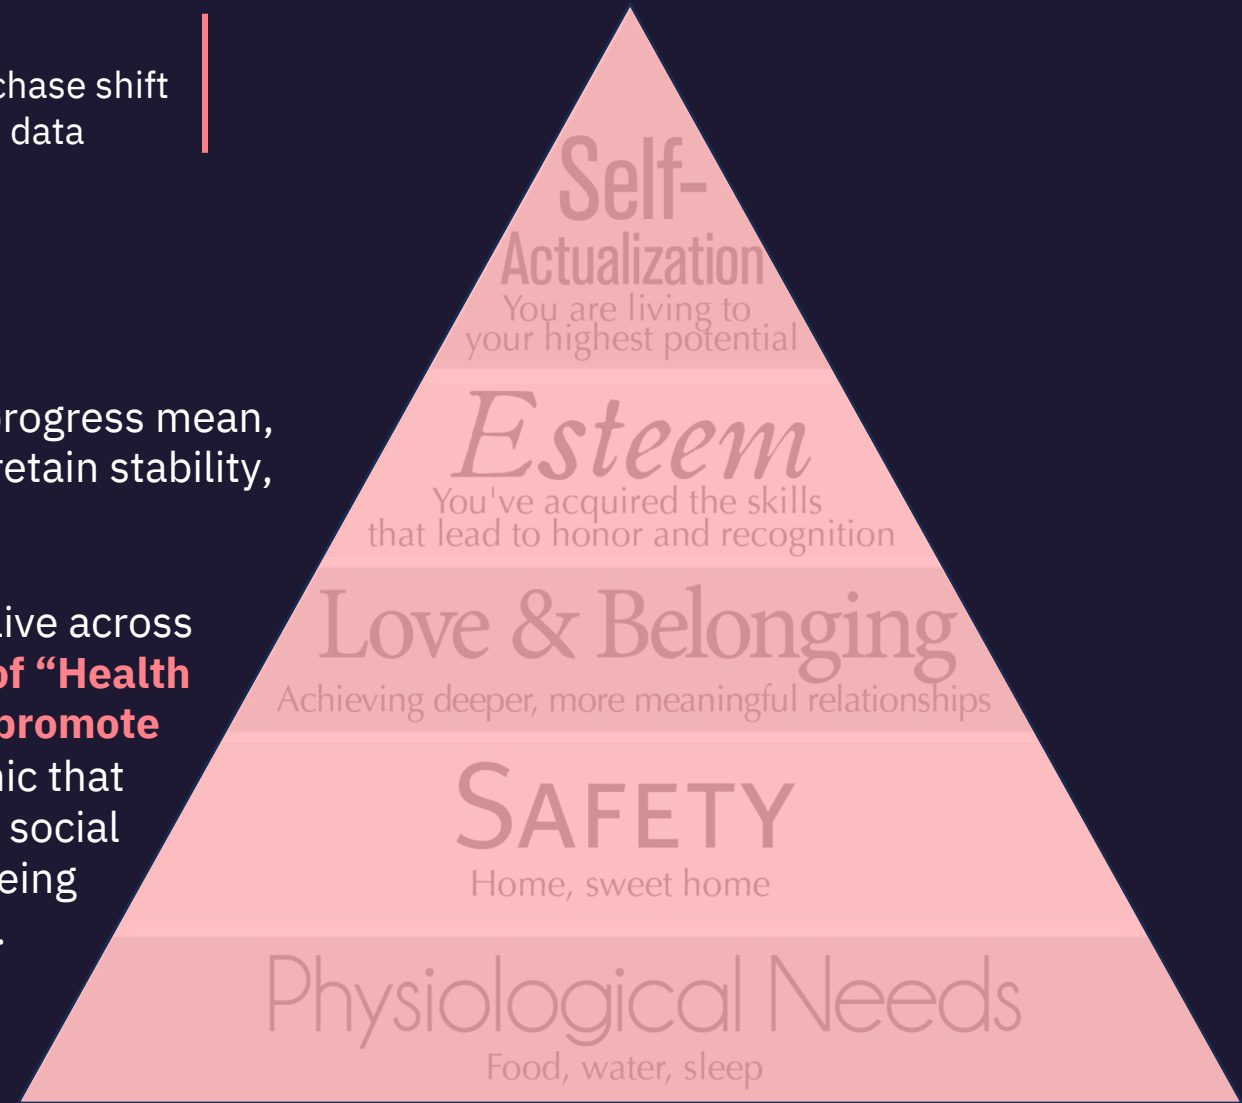 chase shift
data
progress mean,
retain stability,
live across
of “Health
promote
nic that
social
eing
.
Self-
Actualization
You are living to
your highest potential
Esteem
You've acquired the skills
that lead to honor and recognition
Love & Belonging
Achieving deeper, more meaningful relationships
SAFETY
Home, sweet home
Physiological Needs
Food, water, sleep